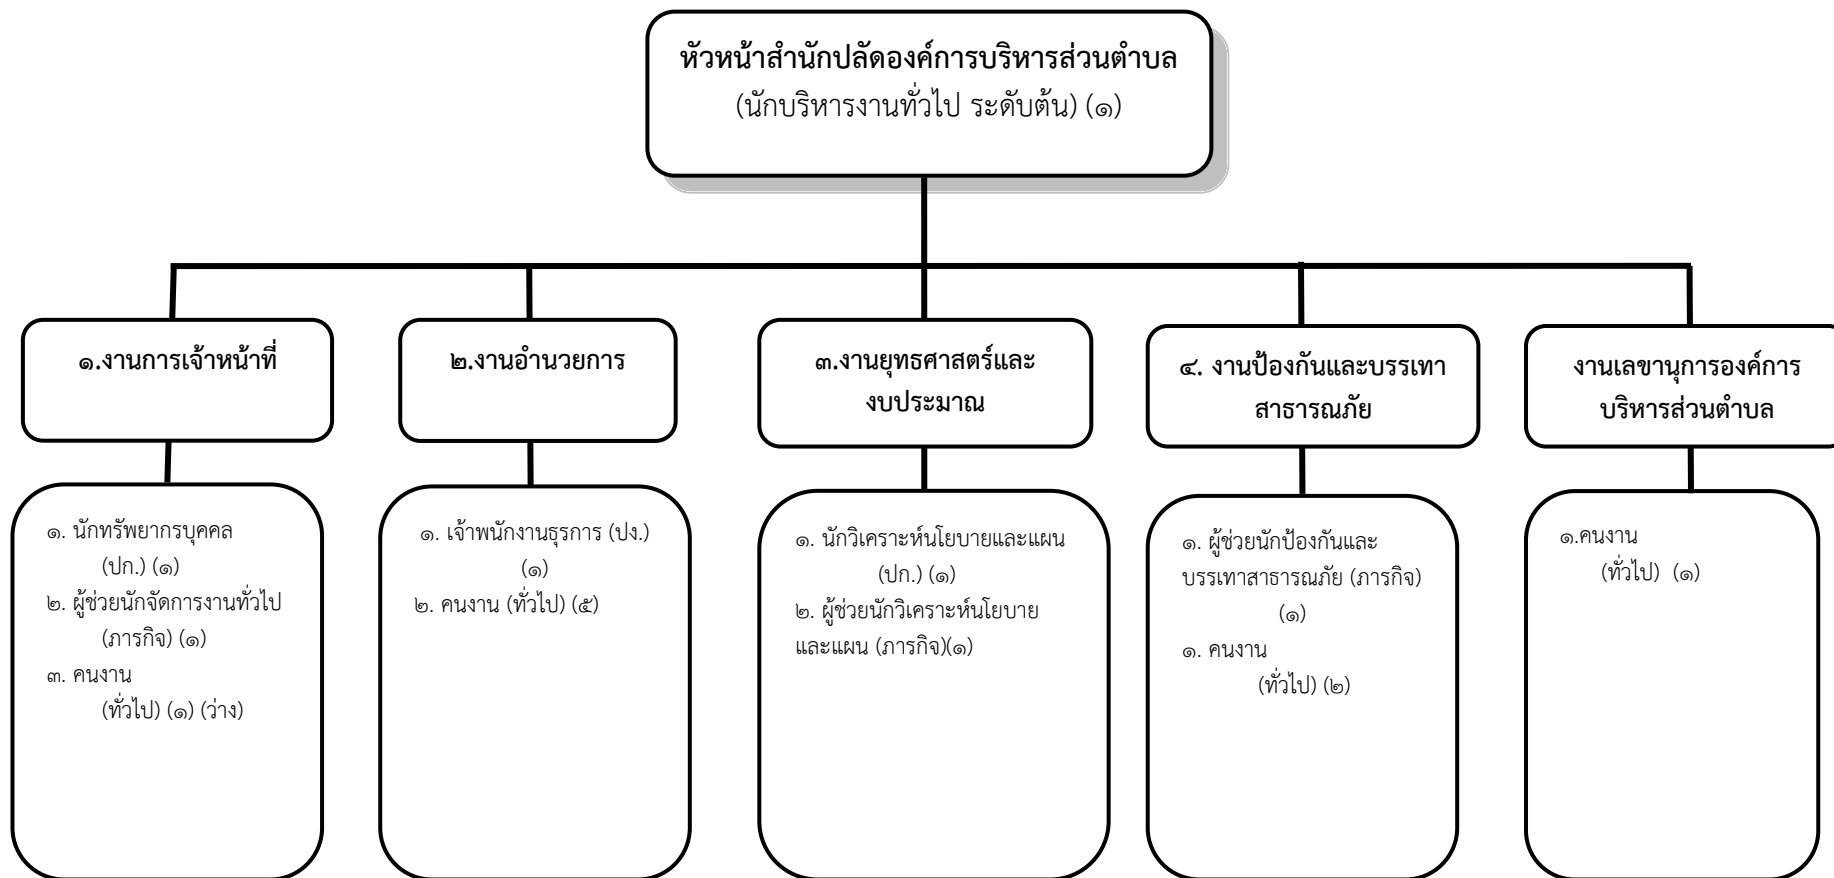 หัวหน้าสำนักปลัดองค์การบริหารส่วนตำบล
(นักบริหารงานทั่วไป ระดับต้น) (๑)
๑.งานการเจ้าหน้าที่
๒.งานอำนวยการ
๓.งานยุทธศาสตร์และ
งบประมาณ
๔. งานป้องกันและบรรเทา
สาธารณภัย
งานเลขานุการองค์การ
บริหารส่วนตำบล
๑. นักทรัพยากรบุคคล
(ปก.) (๑)
๒. ผู้ช่วยนักจัดการงานทั่วไป
(ภารกิจ) (๑)
๓. คนงาน
(ทั่วไป) (๑) (ว่าง)
๑. เจ้าพนักงานธุรการ (ปง.)
(๑)
๒. คนงาน (ทั่วไป) (๕)
๑. นักวิเคราะห์นโยบายและแผน
(ปก.) (๑)
๒. ผู้ช่วยนักวิเคราะห์นโยบาย
และแผน (ภารกิจ)(๑)
๑. ผู้ช่วยนักป้องกันและ
บรรเทาสาธารณภัย (ภารกิจ)
(๑)
๑. คนงาน
(ทั่วไป) (๒)
๑.คนงาน
(ทั่วไป) (๑)